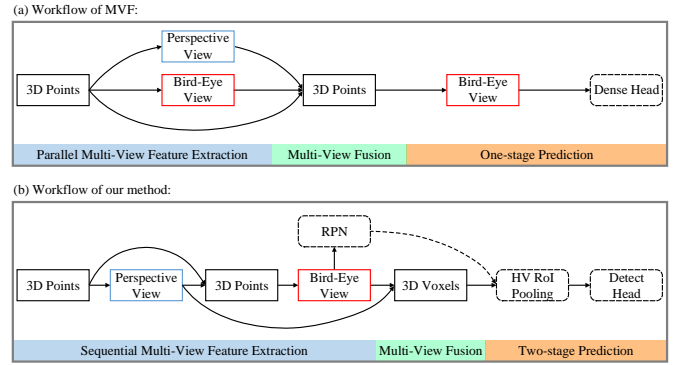 (a) Workflow of MVF:
Perspective
View
3D Points
Bird-Eye
View
3D Points
Bird-Eye
View
Dense Head
Parallel Multi-View Feature Extraction
Multi-View Fusion
One-stage Prediction
(b) Workflow of our method:
RPN
3D Points
Perspective
View
3D Points
Bird-Eye
View
3D Voxels
HV RoI
Pooling
Detect
Head
Sequential Multi-View Feature Extraction
Multi-View Fusion
Two-stage Prediction